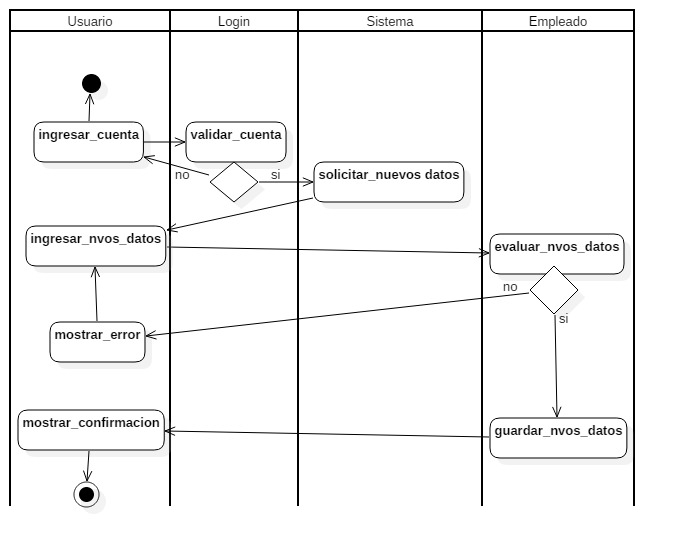 Usuario
Login
Sistema
Empleado
ingresar_cuenta
validar_cuenta
no
si
solicitar_nuevos datos
ingresar_nvos_datos
evaluar_nvos_datos
no
si
mostrar_error
mostrar_confirmacion
guardar_nvos_datos